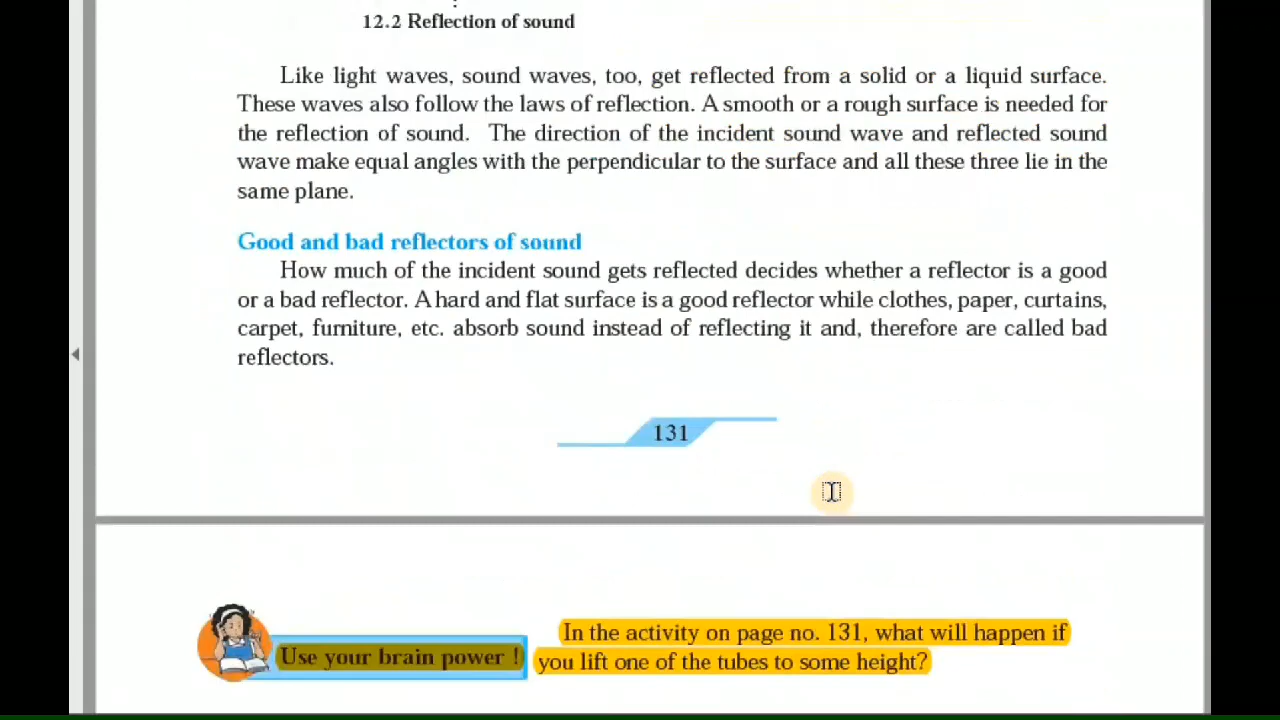 12.2 Reflection of sound
Like light waves, sound waves, too, get reflected from a solid or a liquid surface.
These waves also follow the laws of reflection. A smooth or a rough surface is needed for
the reflection of sound. The direction of the incident sound wave and reflected sound
wave make equal angles with the perpendicular to the surface and all these three lie in the
same plane.
Good and bad reflectors of sound
How much of the incident sound gets reflected decides whether a reflector is a good
or a bad reflector. A hard and flat surface is a good reflector while clothes, paper, curtains,
carpet, furniture, etc. absorb sound instead of reflecting it and, therefore are called bad
reflectors.
131
Use your brain power !
In the activity on page no. 131, what will happen if
you lift one of the tubes to some height?